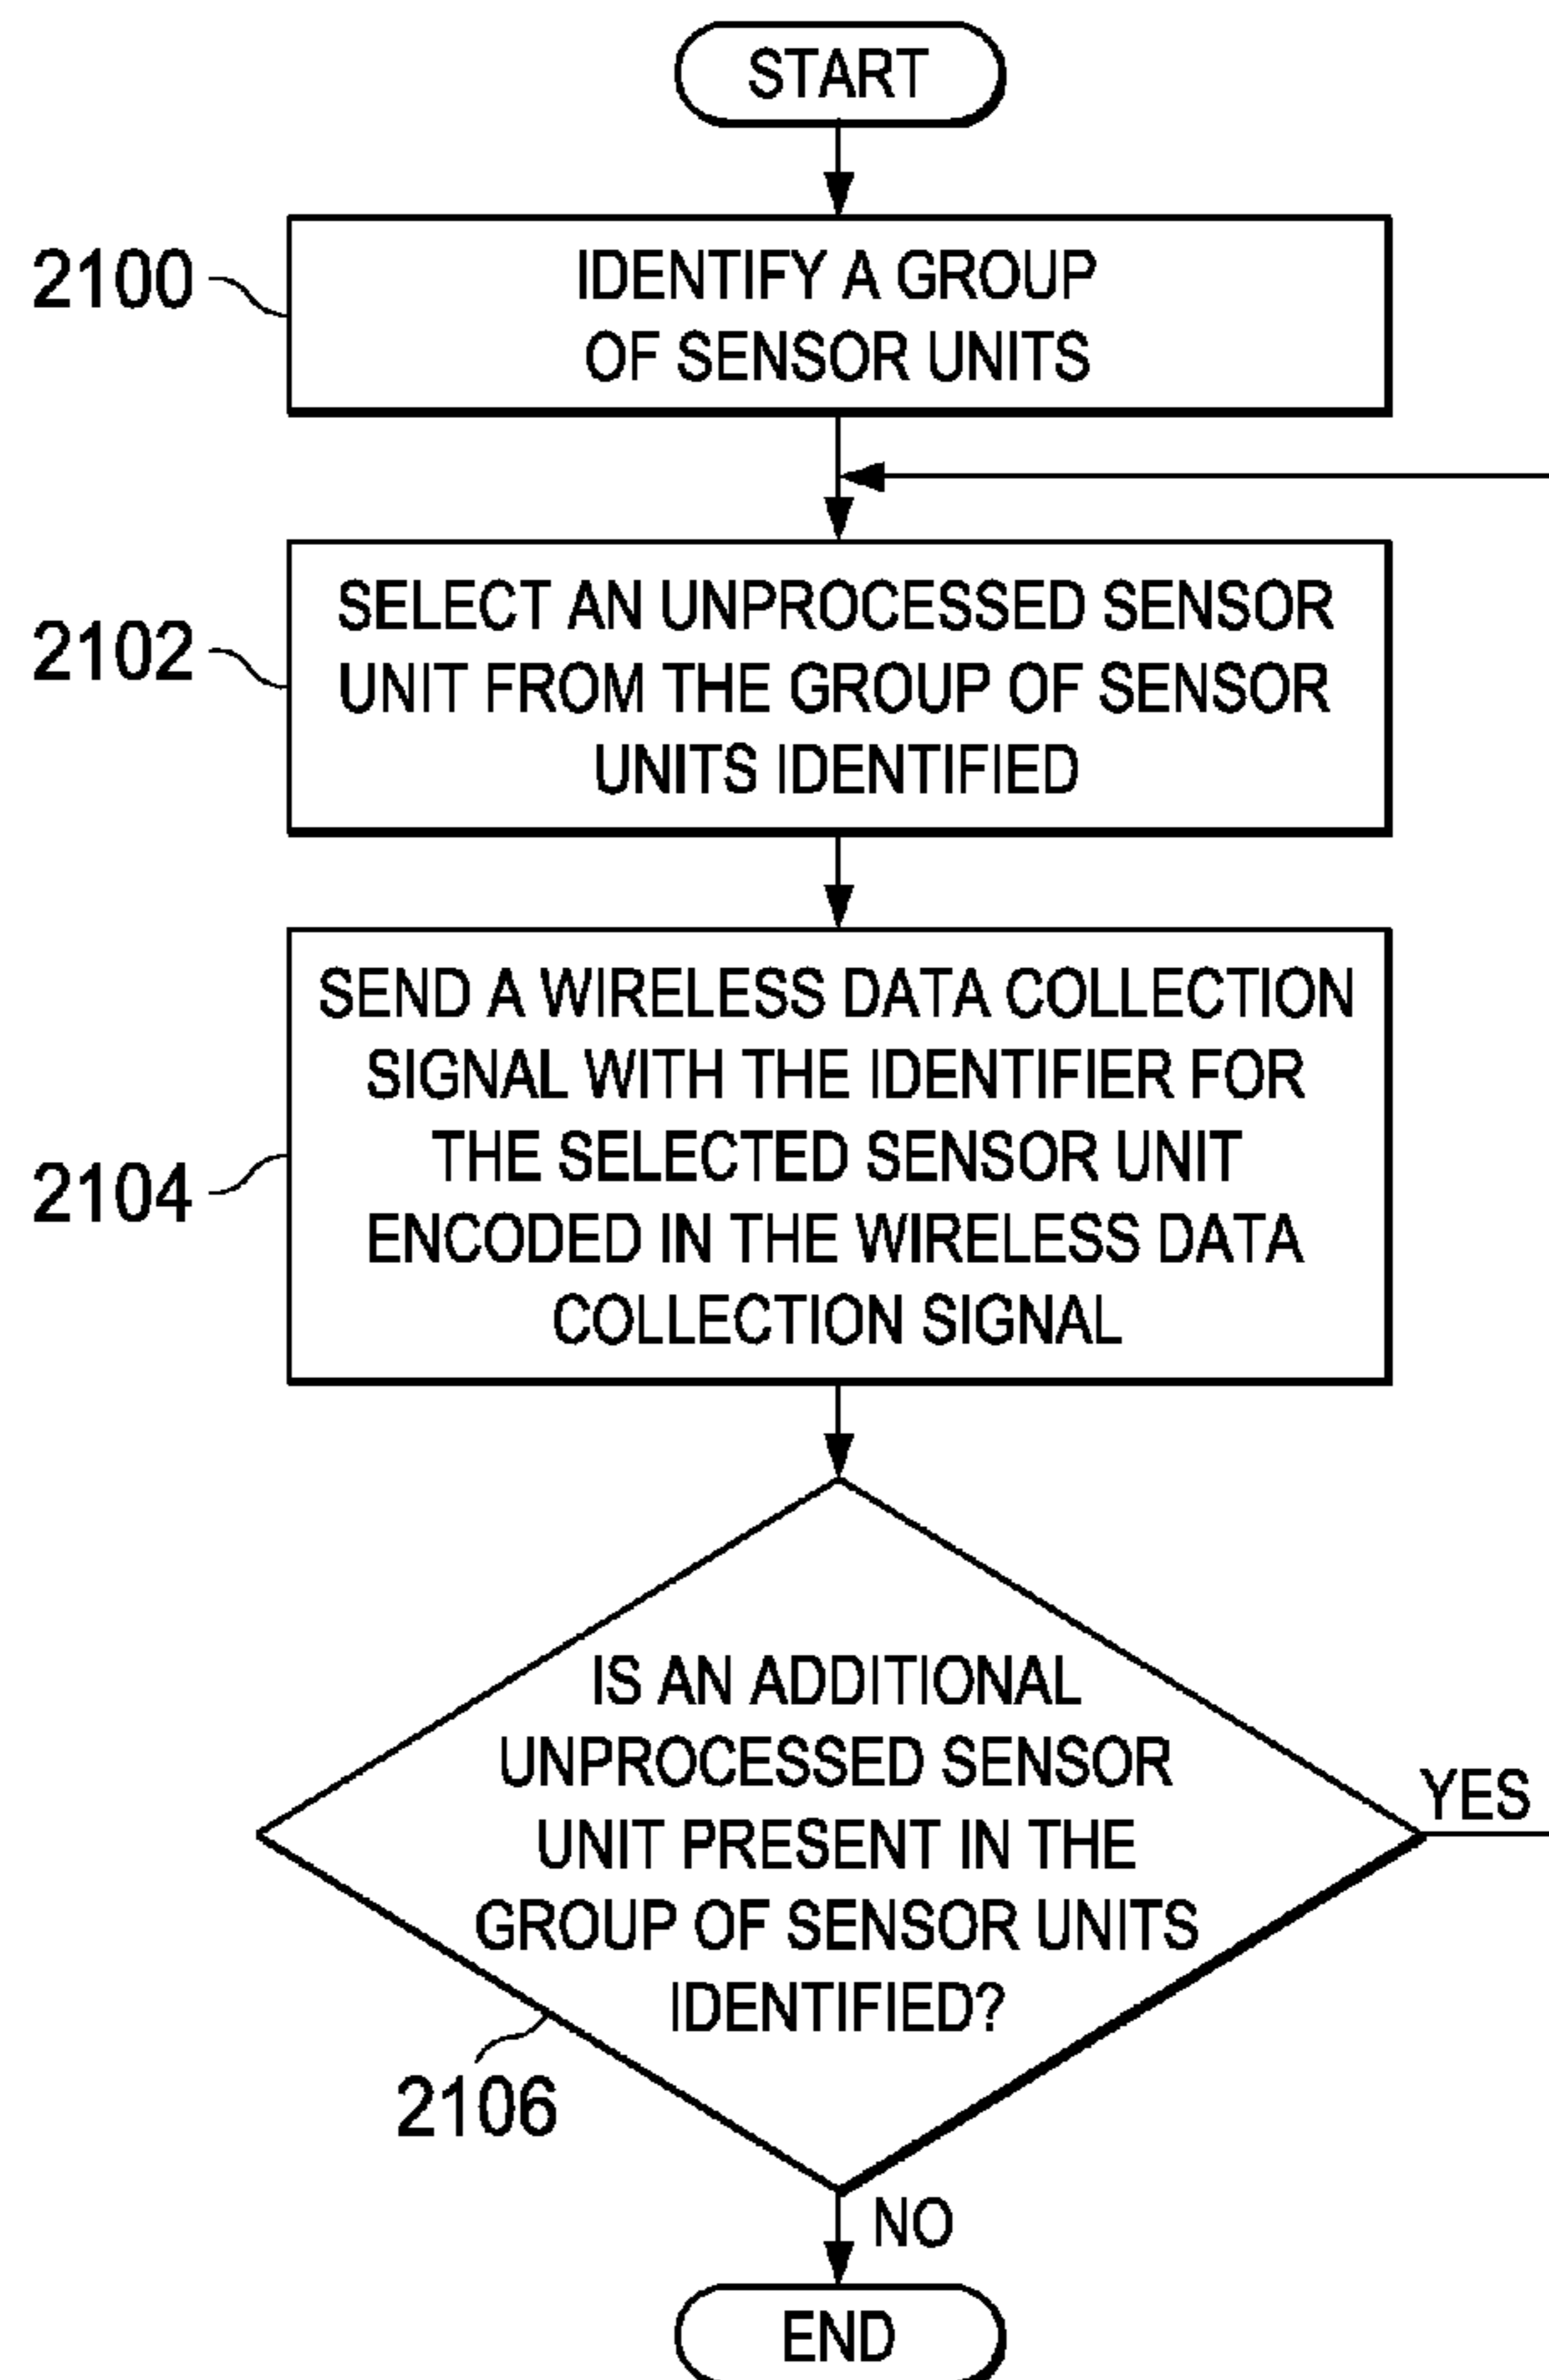 START
2100
IDENTIFY A GROUP
OF SENSOR UNITS
2102
SELECT AN UNPROCESSED SENSOR
UNIT FROM THE GROUP OF SENSOR
UNITS IDENTIFIED
2104
SEND A WIRELESS DATA COLLECTION
SIGNAL WITH THE IDENTIFIER FOR
THE SELECTED SENSOR UNIT
ENCODED IN THE WIRELESS DATA
COLLECTION SIGNAL
IS AN ADDITIONAL
UNPROCESSED SENSOR
UNIT PRESENT IN THE
GROUP OF SENSOR UNITS
IDENTIFIED?
YES
2106
NO
END